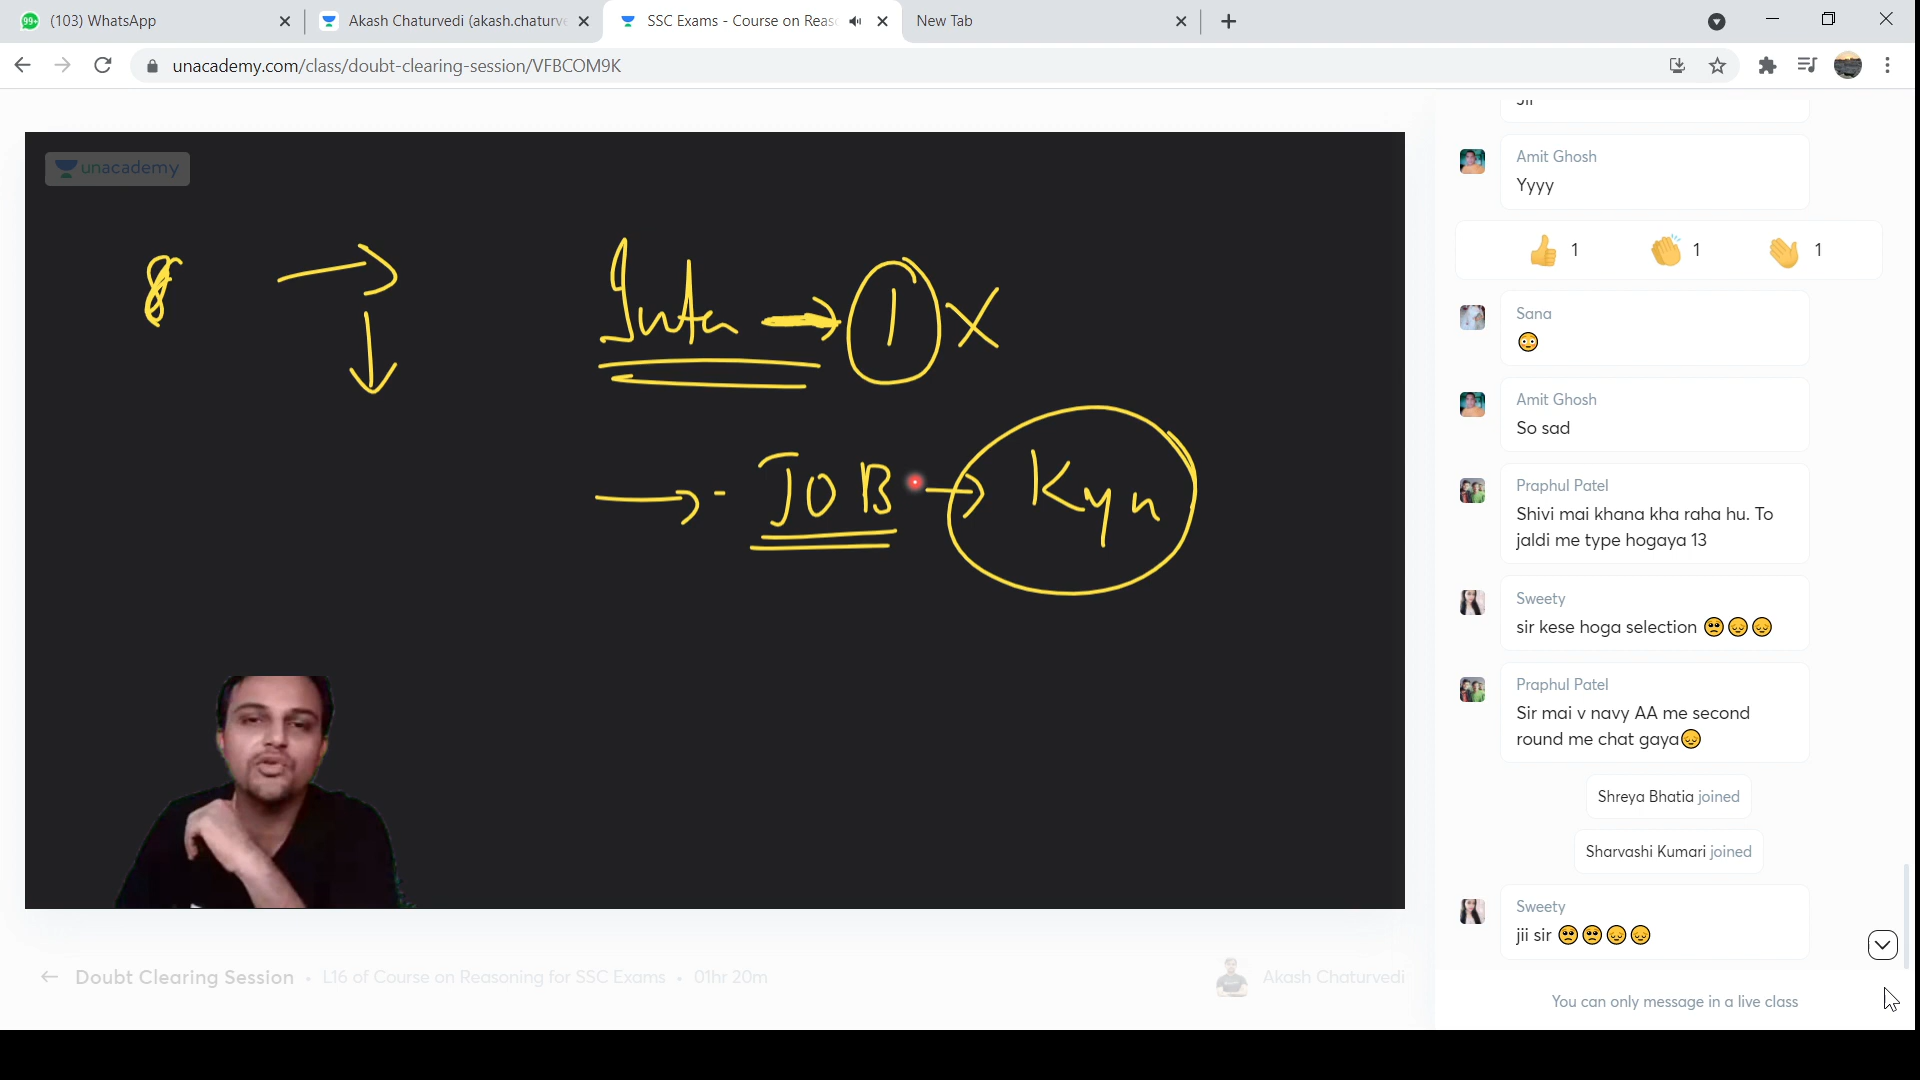 (103) WhatsApp
Akash Chaturvedi (akash.chaturve
SSC Exams - Course on Reaso
New Tab
unacademy.com/class/doubt-clearing-session/VFBCOM9K
unacademy
8
1 X
JOB
Kyn
Amit Ghosh
Yyyy
1 1 1
Sana
Amit Ghosh
So sad
Praphul Patel
Shivi mai khana kha raha hu. To
jaldi me type hogaya 13
Sweety
sir kese hoga selection 🥺😞😞
Praphul Patel
Sir mai v navy AA me second
round me chat gaya😞
Shreya Bhatia joined
Sharvashi Kumari joined
Sweety
jii sir 🥺🥺😞😞
You can only message in a live class
Doubt Clearing Session • L16 of Course on Reasoning for SSC Exams • 01hr 20m
Akash Chaturvedi